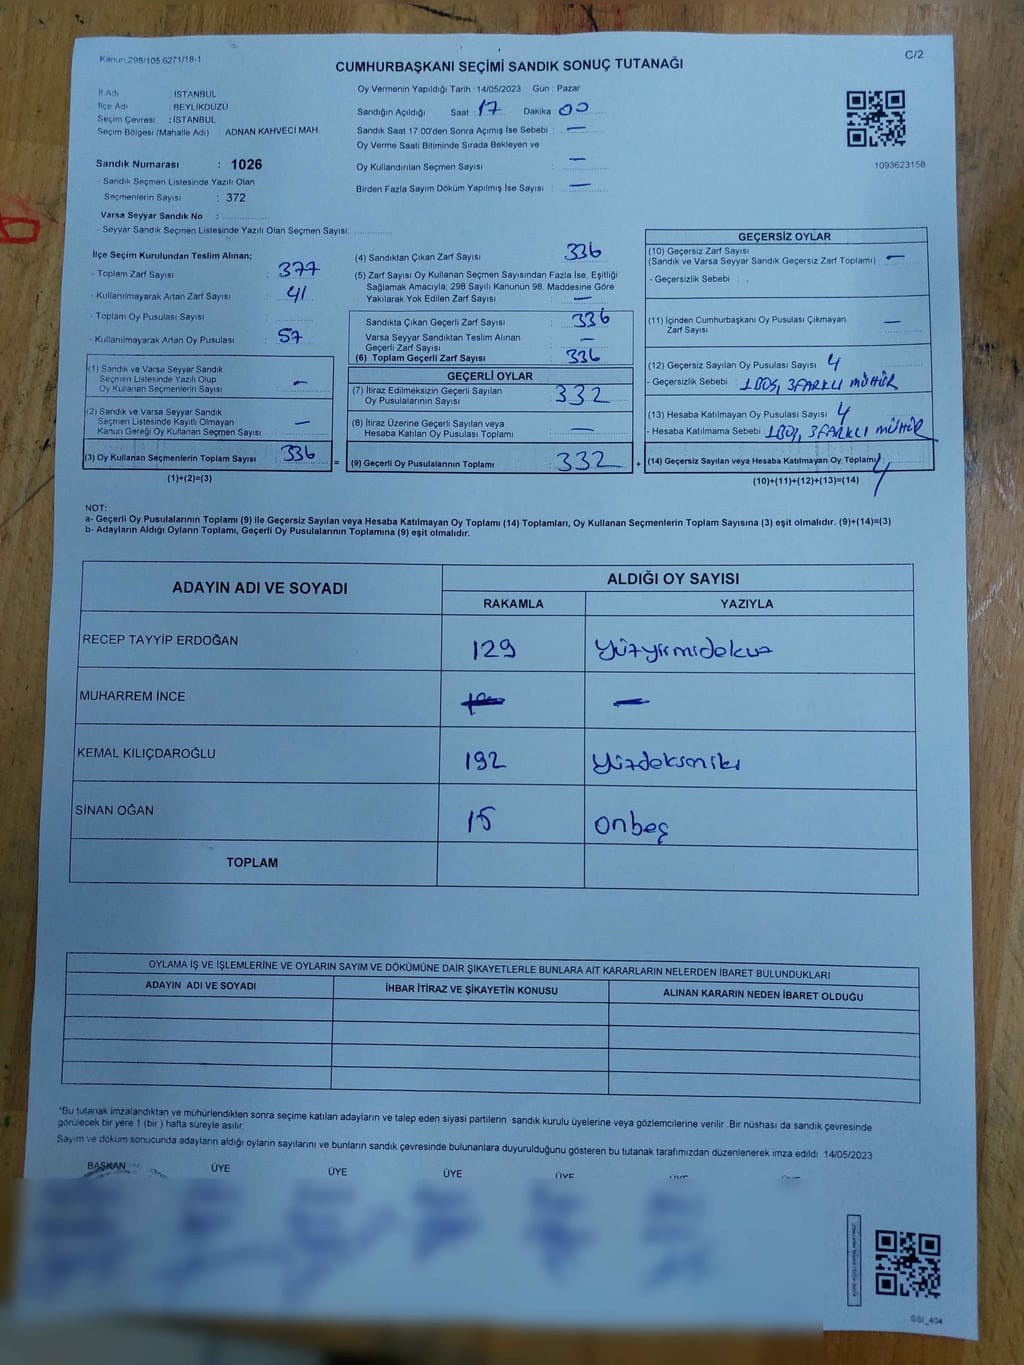 Kanun:298/105 6271/18-1
C/2
CUMHURBAŞKANI SEÇİMİ SANDIK SONUÇ TUTANAĞI
İl Adı : İSTANBUL
İlçe Adı : BEYLİKDÜZÜ
Seçim Çevresi : İSTANBUL
Seçim Bölgesi (Mahalle Adı) ADNAN KAHVECİ MAH.
Sandık Numarası : 1026
- Sandık Seçmen Listesinde Yazılı Olan
Seçmenlerin Sayısı : 372
Varsa Seyyar Sandık No :
- Seyyar Sandık Seçmen Listesinde Yazılı Olan Seçmen Sayısı:
Oy Vermenin Yapıldığı Tarih : 14/05/2023 Gün : Pazar
Sandığın Açıldığı Saat : 17 Dakika : 00
Sandık Saat 17:00'den Sonra Açımış İse Sebebi : —
Oy Verme Saati Bitiminde Sırada Bekleyen ve
Oy Kullandırılan Seçmen Sayısı : —
Birden Fazla Sayım Döküm Yapılmış İse Sayısı : —
1093623158
İlçe Seçim Kurulundan Teslim Alınan;
- Toplam Zarf Sayısı : 377
- Kullanılmayarak Artan Zarf Sayısı : 41
- Toplam Oy Pusulası Sayısı :
- Kullanılmayarak Artan Oy Pusulası : 57
(1) Sandık ve Varsa Seyyar Sandık
Seçmen Listesinde Yazılı Olup
Oy Kullanan Seçmenlerin Sayısı : —
(2) Sandık ve Varsa Seyyar Sandık
Seçmen Listesinde Kayıtlı Olmayan
Kanun Gereği Oy Kullanan Seçmen Sayısı : —
(3) Oy Kullanan Seçmenlerin Toplam Sayısı : 336
(1)+(2)=(3)
(4) Sandıktan Çıkan Zarf Sayısı : 336
(5) Zarf Sayısı Oy Kullanan Seçmen Sayısından Fazla İse, Eşitliği
Sağlamak Amacıyla; 298 Sayılı Kanunun 98. Maddesine Göre
Yakılarak Yok Edilen Zarf Sayısı : —
Sandıkta Çıkan Geçerli Zarf Sayısı : 336
Varsa Seyyar Sandıktan Teslim Alınan
Geçerli Zarf Sayısı : —
(6) Toplam Geçerli Zarf Sayısı : 336
GEÇERLİ OYLAR
(7) İtiraz Edilmeksizin Geçerli Sayılan
Oy Pusulalarının Sayısı : 332
(8) İtiraz Üzerine Geçerli Sayılan veya
Hesaba Katılan Oy Pusulası Toplamı : —
= (9) Geçerli Oy Pusulalarının Toplamı : 332 +
GEÇERSİZ OYLAR
(10) Geçersiz Zarf Sayısı
(Sandık ve Varsa Seyyar Sandık Geçersiz Zarf Toplamı) : —
- Geçersizlik Sebebi :
(11) İçinden Cumhurbaşkanı Oy Pusulası Çıkmayan
Zarf Sayısı : —
(12) Geçersiz Sayılan Oy Pusulası Sayısı : 4
- Geçersizlik Sebebi : 1 BOŞ, 3 FARKLI MÜHÜR
(13) Hesaba Katılmayan Oy Pusulası Sayısı : 4
- Hesaba Katılmama Sebebi : 1 BOŞ, 3 FARKLI MÜHÜR
(14) Geçersiz Sayılan veya Hesaba Katılmayan Oy Toplamı : 4
(10)+(11)+(12)+(13)=(14)
NOT:
a- Geçerli Oy Pusulalarının Toplamı (9) ile Geçersiz Sayılan veya Hesaba Katılmayan Oy Toplamı (14) Toplamları, Oy Kullanan Seçmenlerin Toplam Sayısına (3) eşit olmalıdır. (9)+(14)=(3)
b- Adayların Aldığı Oyların Toplamı, Geçerli Oy Pusulalarının Toplamına (9) eşit olmalıdır.
ADAYIN ADI VE SOYADI
ALDIĞI OY SAYISI
RAKAMLA YAZIYLA
RECEP TAYYİP ERDOĞAN 129 Yüzyirmidokuz
MUHARREM İNCE —
KEMAL KILIÇDAROĞLU 192 Yüzdoksaniki
SİNAN OĞAN 15 onbeş
TOPLAM
OYLAMA İŞ VE İŞLEMLERİNE VE OYLARIN SAYIM VE DÖKÜMÜNE DAİR ŞİKAYETLERLE BUNLARA AİT KARARLARIN NELERDEN İBARET BULUNDUKLARI
ADAYIN ADI VE SOYADI İHBAR İTİRAZ VE ŞİKAYETİN KONUSU ALINAN KARARIN NEDEN İBARET OLDUĞU
*Bu tutanak imzalandıktan ve mühürlendikten sonra seçime katılan adayların ve talep eden siyasi partilerin sandık kurulu üyelerine veya gözlemcilerine verilir. Bir nüshası da sandık çevresinde
görülecek bir yere 1 (bir ) hafta süreyle asılır.
Sayım ve döküm sonucunda adayların aldığı oyların sayılarını ve bunların sandık çevresinde bulunanlara duyurulduğunu gösteren bu tutanak tarafımızdan düzenlenerek imza edildi. 14/05/2023
BAŞKAN ÜYE ÜYE ÜYE ÜYE ÜYE
SGI_404